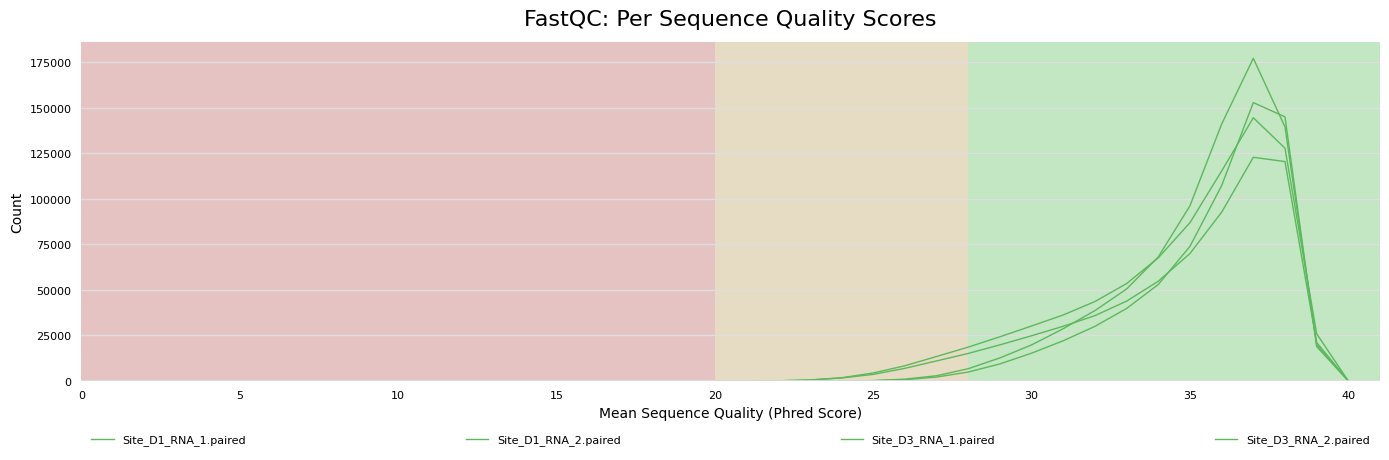 FastQC: Per Sequence Quality Scores
175000
150000
125000
100000
75000
50000
25000
0
Count
0 5 10 15 20 25 30 35 40
Mean Sequence Quality (Phred Score)
Site_D1_RNA_1.paired Site_D1_RNA_2.paired Site_D3_RNA_1.paired Site_D3_RNA_2.paired